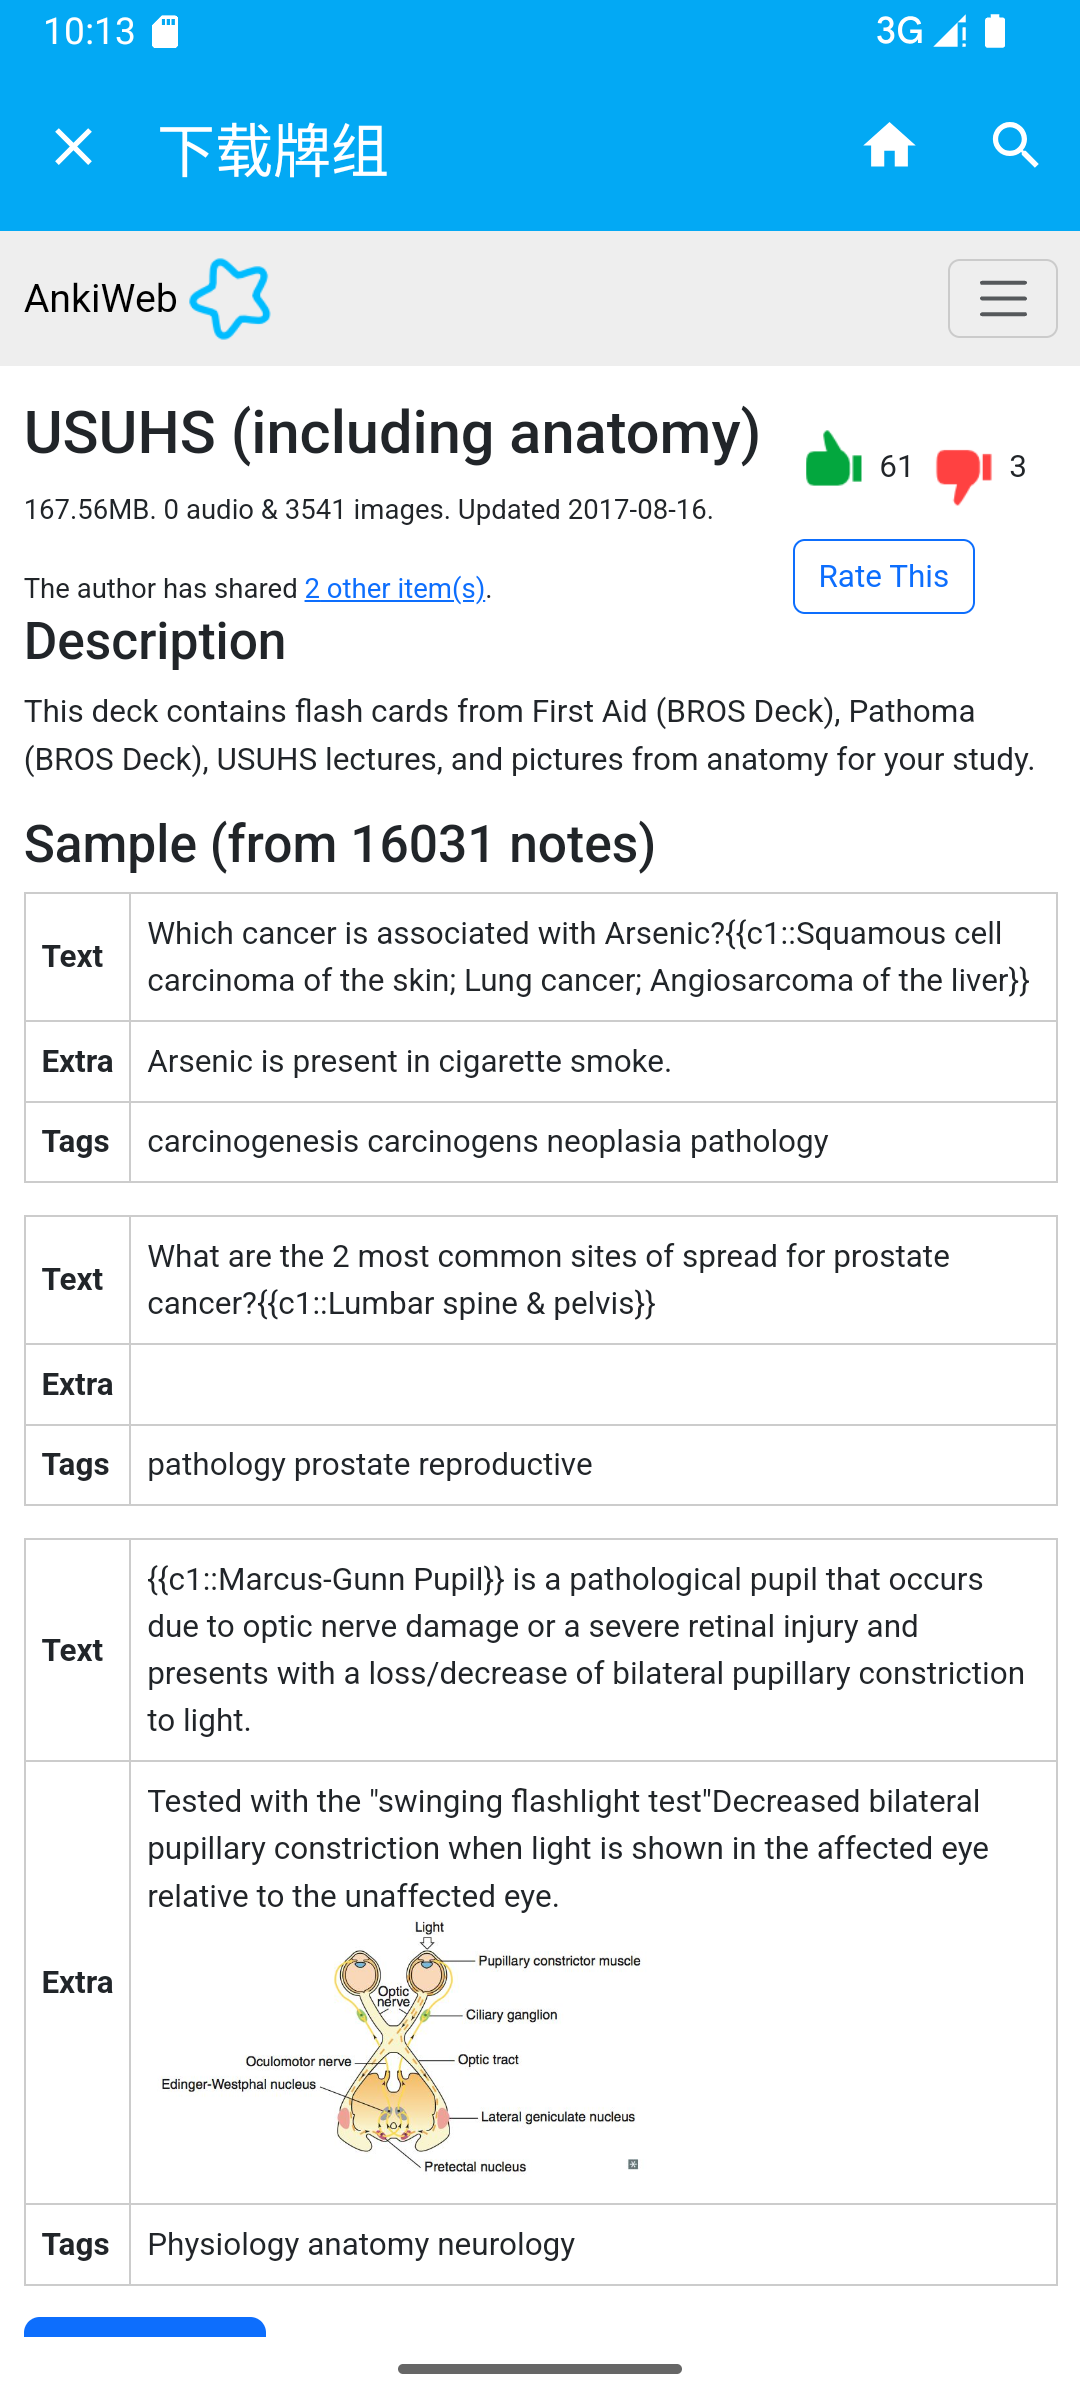 10:13
3G
下载牌组
AnkiWeb
USUHS (including anatomy)
61
3
167.56MB. 0 audio & 3541 images. Updated 2017-08-16.
Rate This
The author has shared 2 other item(s).
Description
This deck contains flash cards from First Aid (BROS Deck), Pathoma
(BROS Deck), USUHS lectures, and pictures from anatomy for your study.
Sample (from 16031 notes)
Text
Which cancer is associated with Arsenic?{{c1::Squamous cell
carcinoma of the skin; Lung cancer; Angiosarcoma of the liver}}
Extra
Arsenic is present in cigarette smoke.
Tags
carcinogenesis carcinogens neoplasia pathology
Text
What are the 2 most common sites of spread for prostate
cancer?{{c1::Lumbar spine & pelvis}}
Extra
Tags
pathology prostate reproductive
Text
{{c1::Marcus-Gunn Pupil}} is a pathological pupil that occurs
due to optic nerve damage or a severe retinal injury and
presents with a loss/decrease of bilateral pupillary constriction
to light.
Extra
Tested with the "swinging flashlight test"Decreased bilateral
pupillary constriction when light is shown in the affected eye
relative to the unaffected eye.
Light
Pupillary constrictor muscle
Optic
nerve
Ciliary ganglion
Oculomotor nerve
Optic tract
Edinger-Westphal nucleus
Lateral geniculate nucleus
Pretectal nucleus
Tags
Physiology anatomy neurology